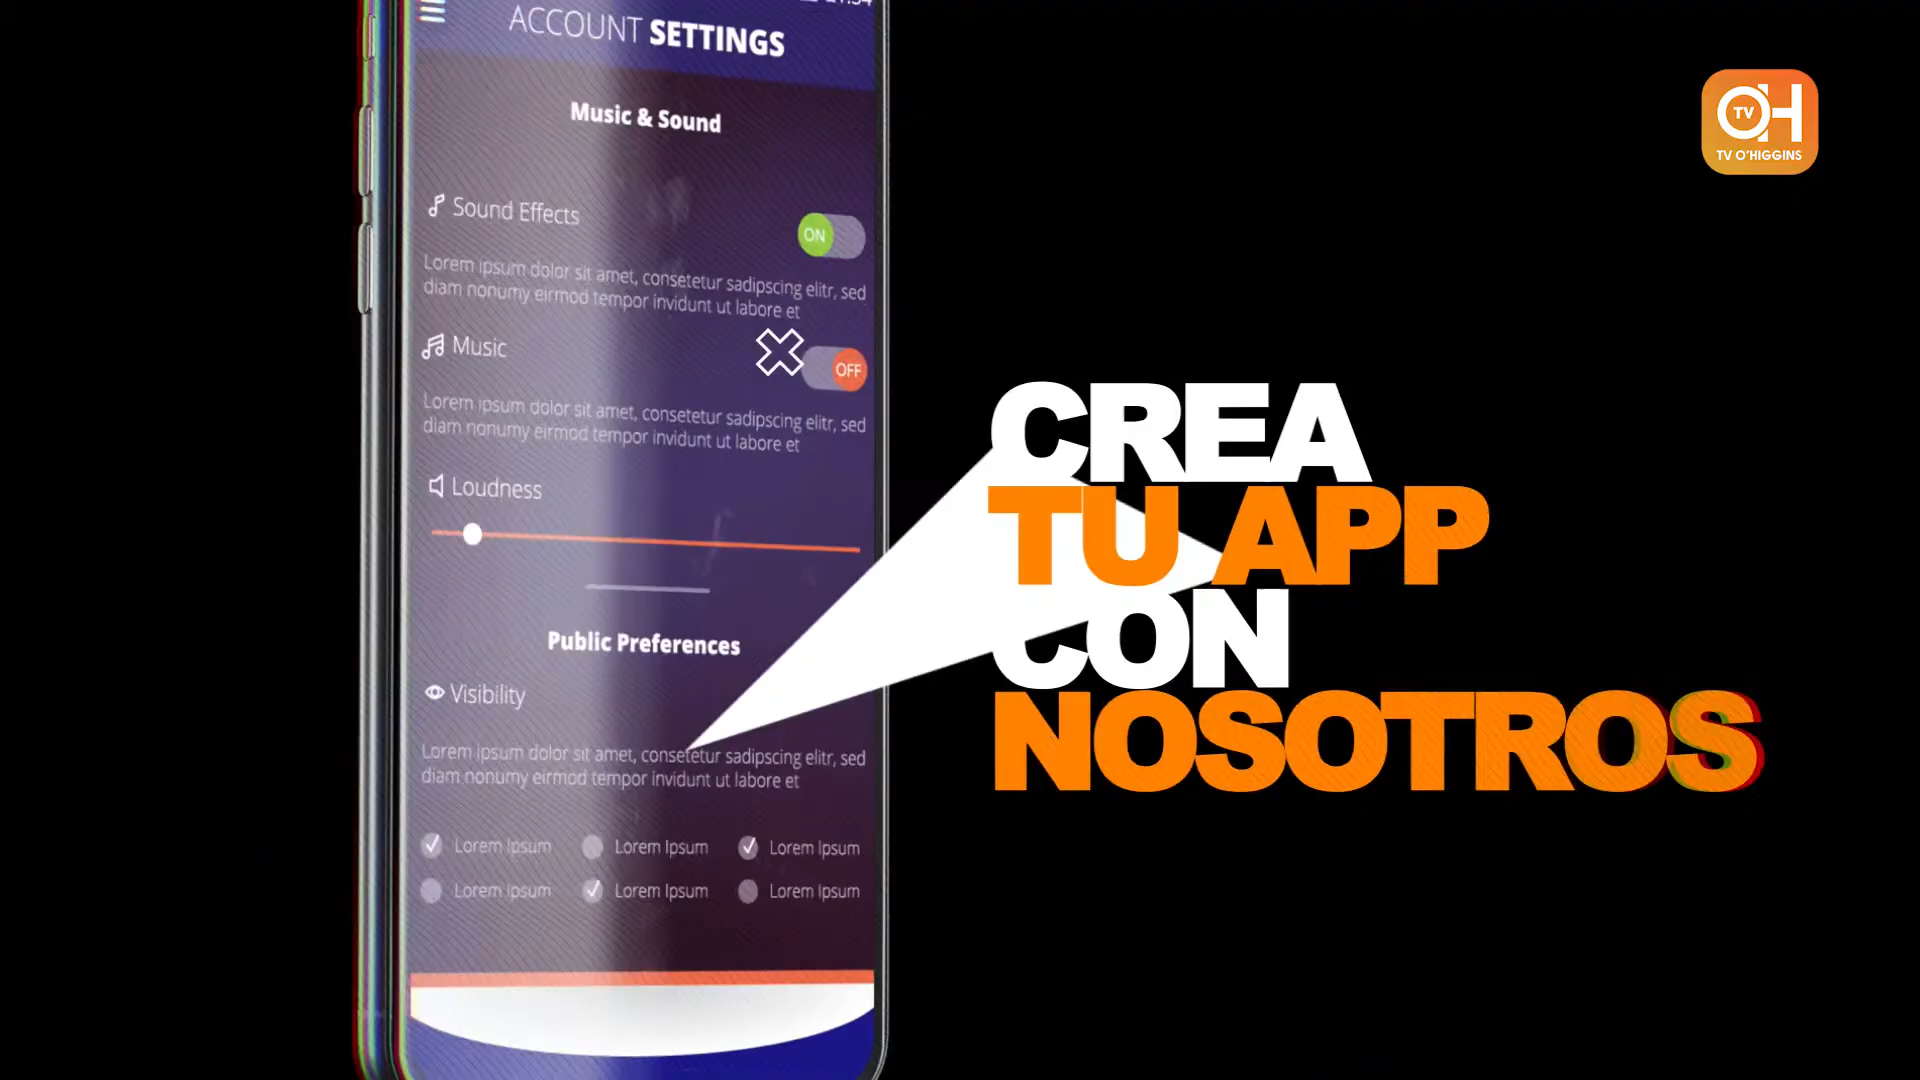 ACCOUNT SETTINGS
Music & Sound
Sound Effects
ON
Lorem ipsum dolor sit amet, consetetur sadipscing elitr, sed
diam nonumy eirmod tempor invidunt ut labore et
Music
OFF
Lorem ipsum dolor sit amet, consetetur sadipscing elitr, sed
diam nonumy eirmod tempor invidunt ut labore et
Loudness
Public Preferences
Visibility
Lorem ipsum dolor sit amet, consetetur sadipscing elitr, sed
diam nonumy eirmod tempor invidunt ut labore et
Lorem Ipsum Lorem Ipsum Lorem Ipsum
Lorem Ipsum Lorem Ipsum Lorem Ipsum
CREA
TU APP
CON
NOSOTROS
OH
TV
TV O'HIGGINS